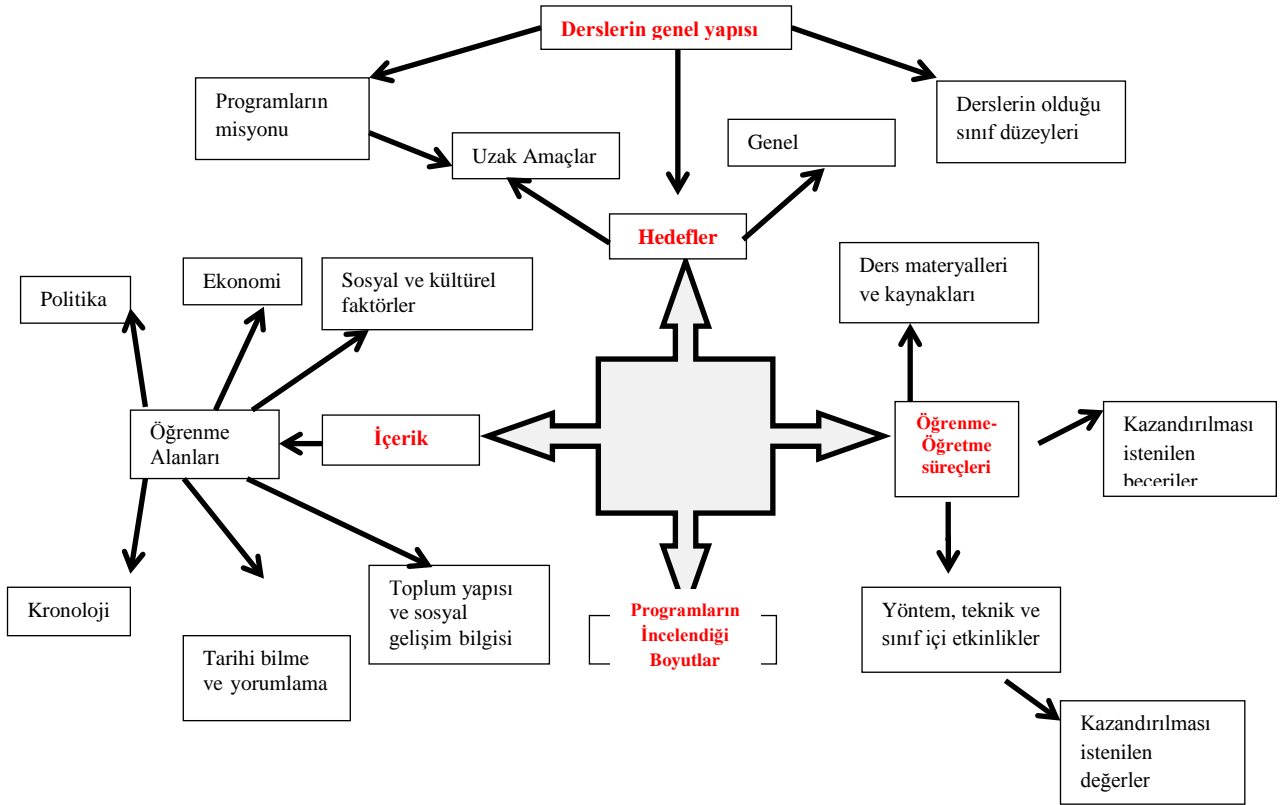 Derslerin genel yapısı
Programların
misyonu
Uzak Amaçlar
Genel
Derslerin olduğu
sınıf düzeyleri
Hedefler
Politika
Ekonomi
Sosyal ve kültürel
faktörler
Ders materyalleri
ve kaynakları
Öğrenme
Alanları
İçerik
Öğrenme-
Öğretme
süreçleri
Kazandırılması
istenilen
beceriler
Kronoloji
Tarihi bilme
ve yorumlama
Toplum yapısı
ve sosyal
gelişim bilgisi
Programların
İncelendiği
Boyutlar
Yöntem, teknik ve
sınıf içi etkinlikler
Kazandırılması
istenilen
değerler